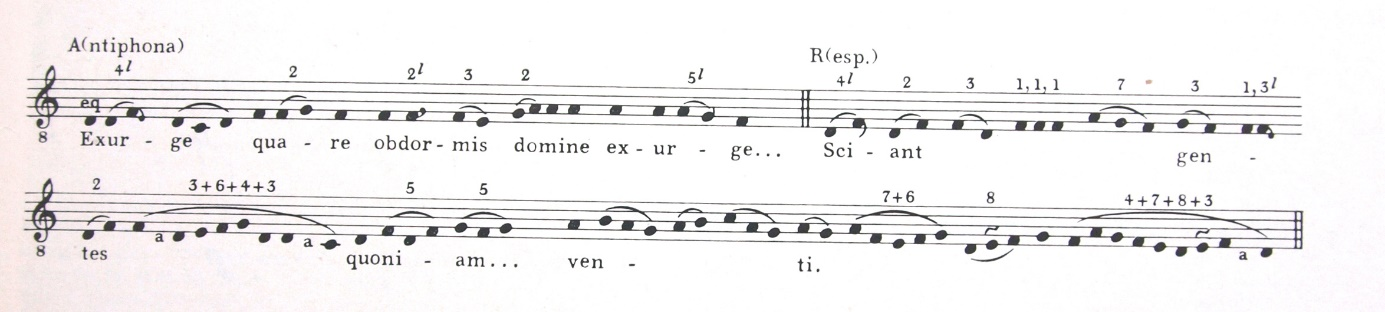 A(ntiphona) R(esp.)
4l 2 2l 3 2 5l 4l 2 3 1,1,1 7 3 1,3l
eq
8 Exur - ge qua - re obdor - mis domine ex - ur - ge... Sci - ant gen -
2 3+6+4+3 5 5 7+6 8 4+7+8+3
a a a
8 tes quoni - am... ven - ti.